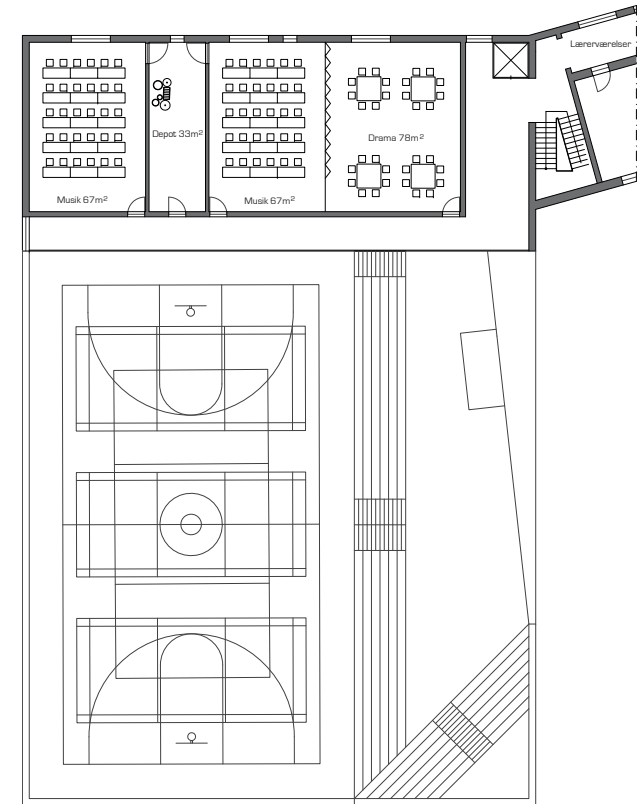 Lærerværelser
Depot 33m²
Drama 78m²
Musik 67m²
Musik 67m²